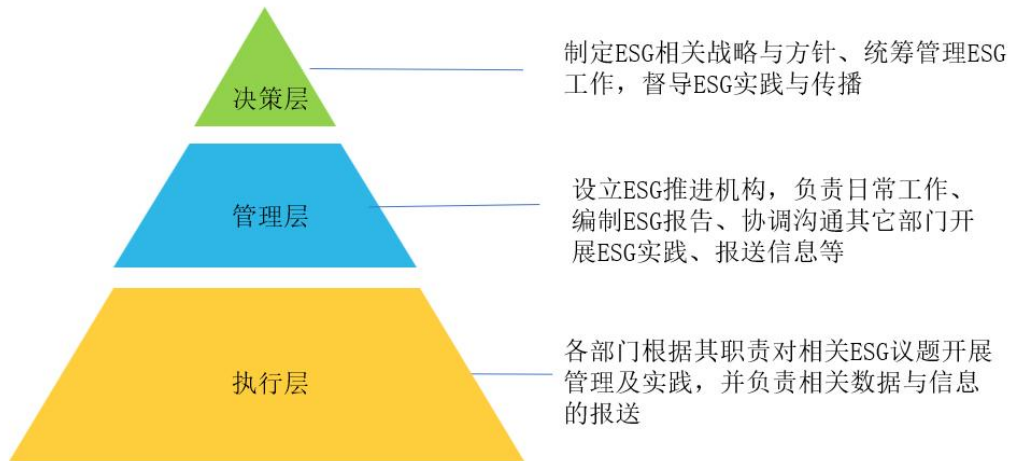 决策层
制定ESG相关战略与方针、统筹管理ESG
工作，督导ESG实践与传播
管理层
设立ESG推进机构，负责日常工作、
编制ESG报告、协调沟通其它部门开
展ESG实践、报送信息等
执行层
各部门根据其职责对相关ESG议题开展
管理及实践，并负责相关数据与信息
的报送